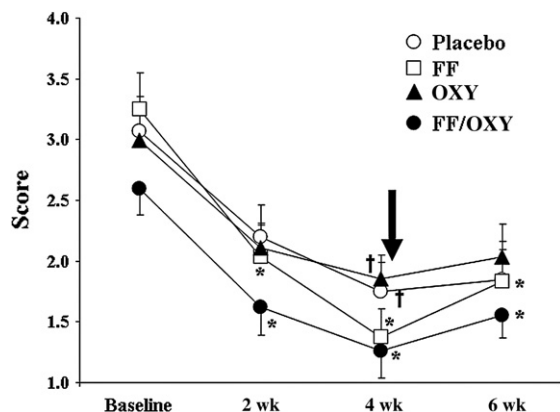 4.0
3.5
3.0
2.5
2.0
1.5
1.0
Score
Placebo
FF
OXY
FF/OXY
*
*
†
†
*
*
*
*
Baseline 2 wk 4 wk 6 wk